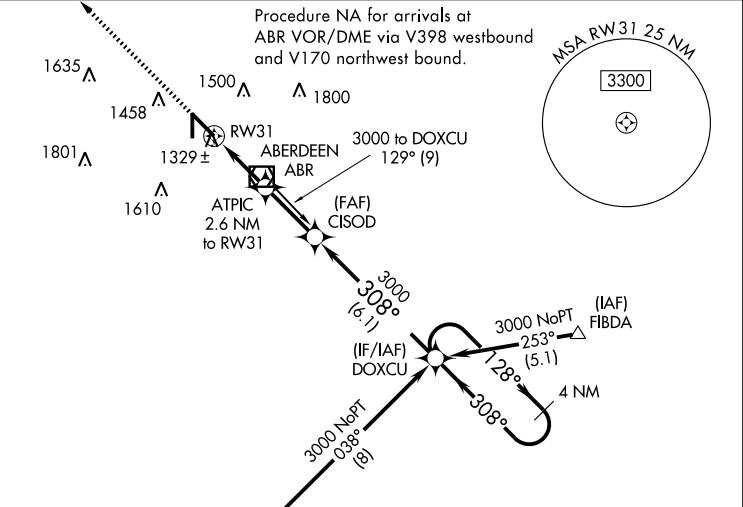 Procedure NA for arrivals at
ABR VOR/DME via V398 westbound
and V170 northwest bound.
MSA RW31 25 NM
3300
1635
1500
1800
1458
RW31
1329 ±
1801
1610
ABERDEEN
ABR
3000 to DOXCU
129° (9)
ATPIC
2.6 NM
to RW31
(FAF)
CISOD
3000
308°
(6.1)
(IAF)
FIBDA
3000 NoPT
253°
(5.1)
(IF/IAF)
DOXCU
128°
308°
4 NM
3000 NoPT
038°
(8)